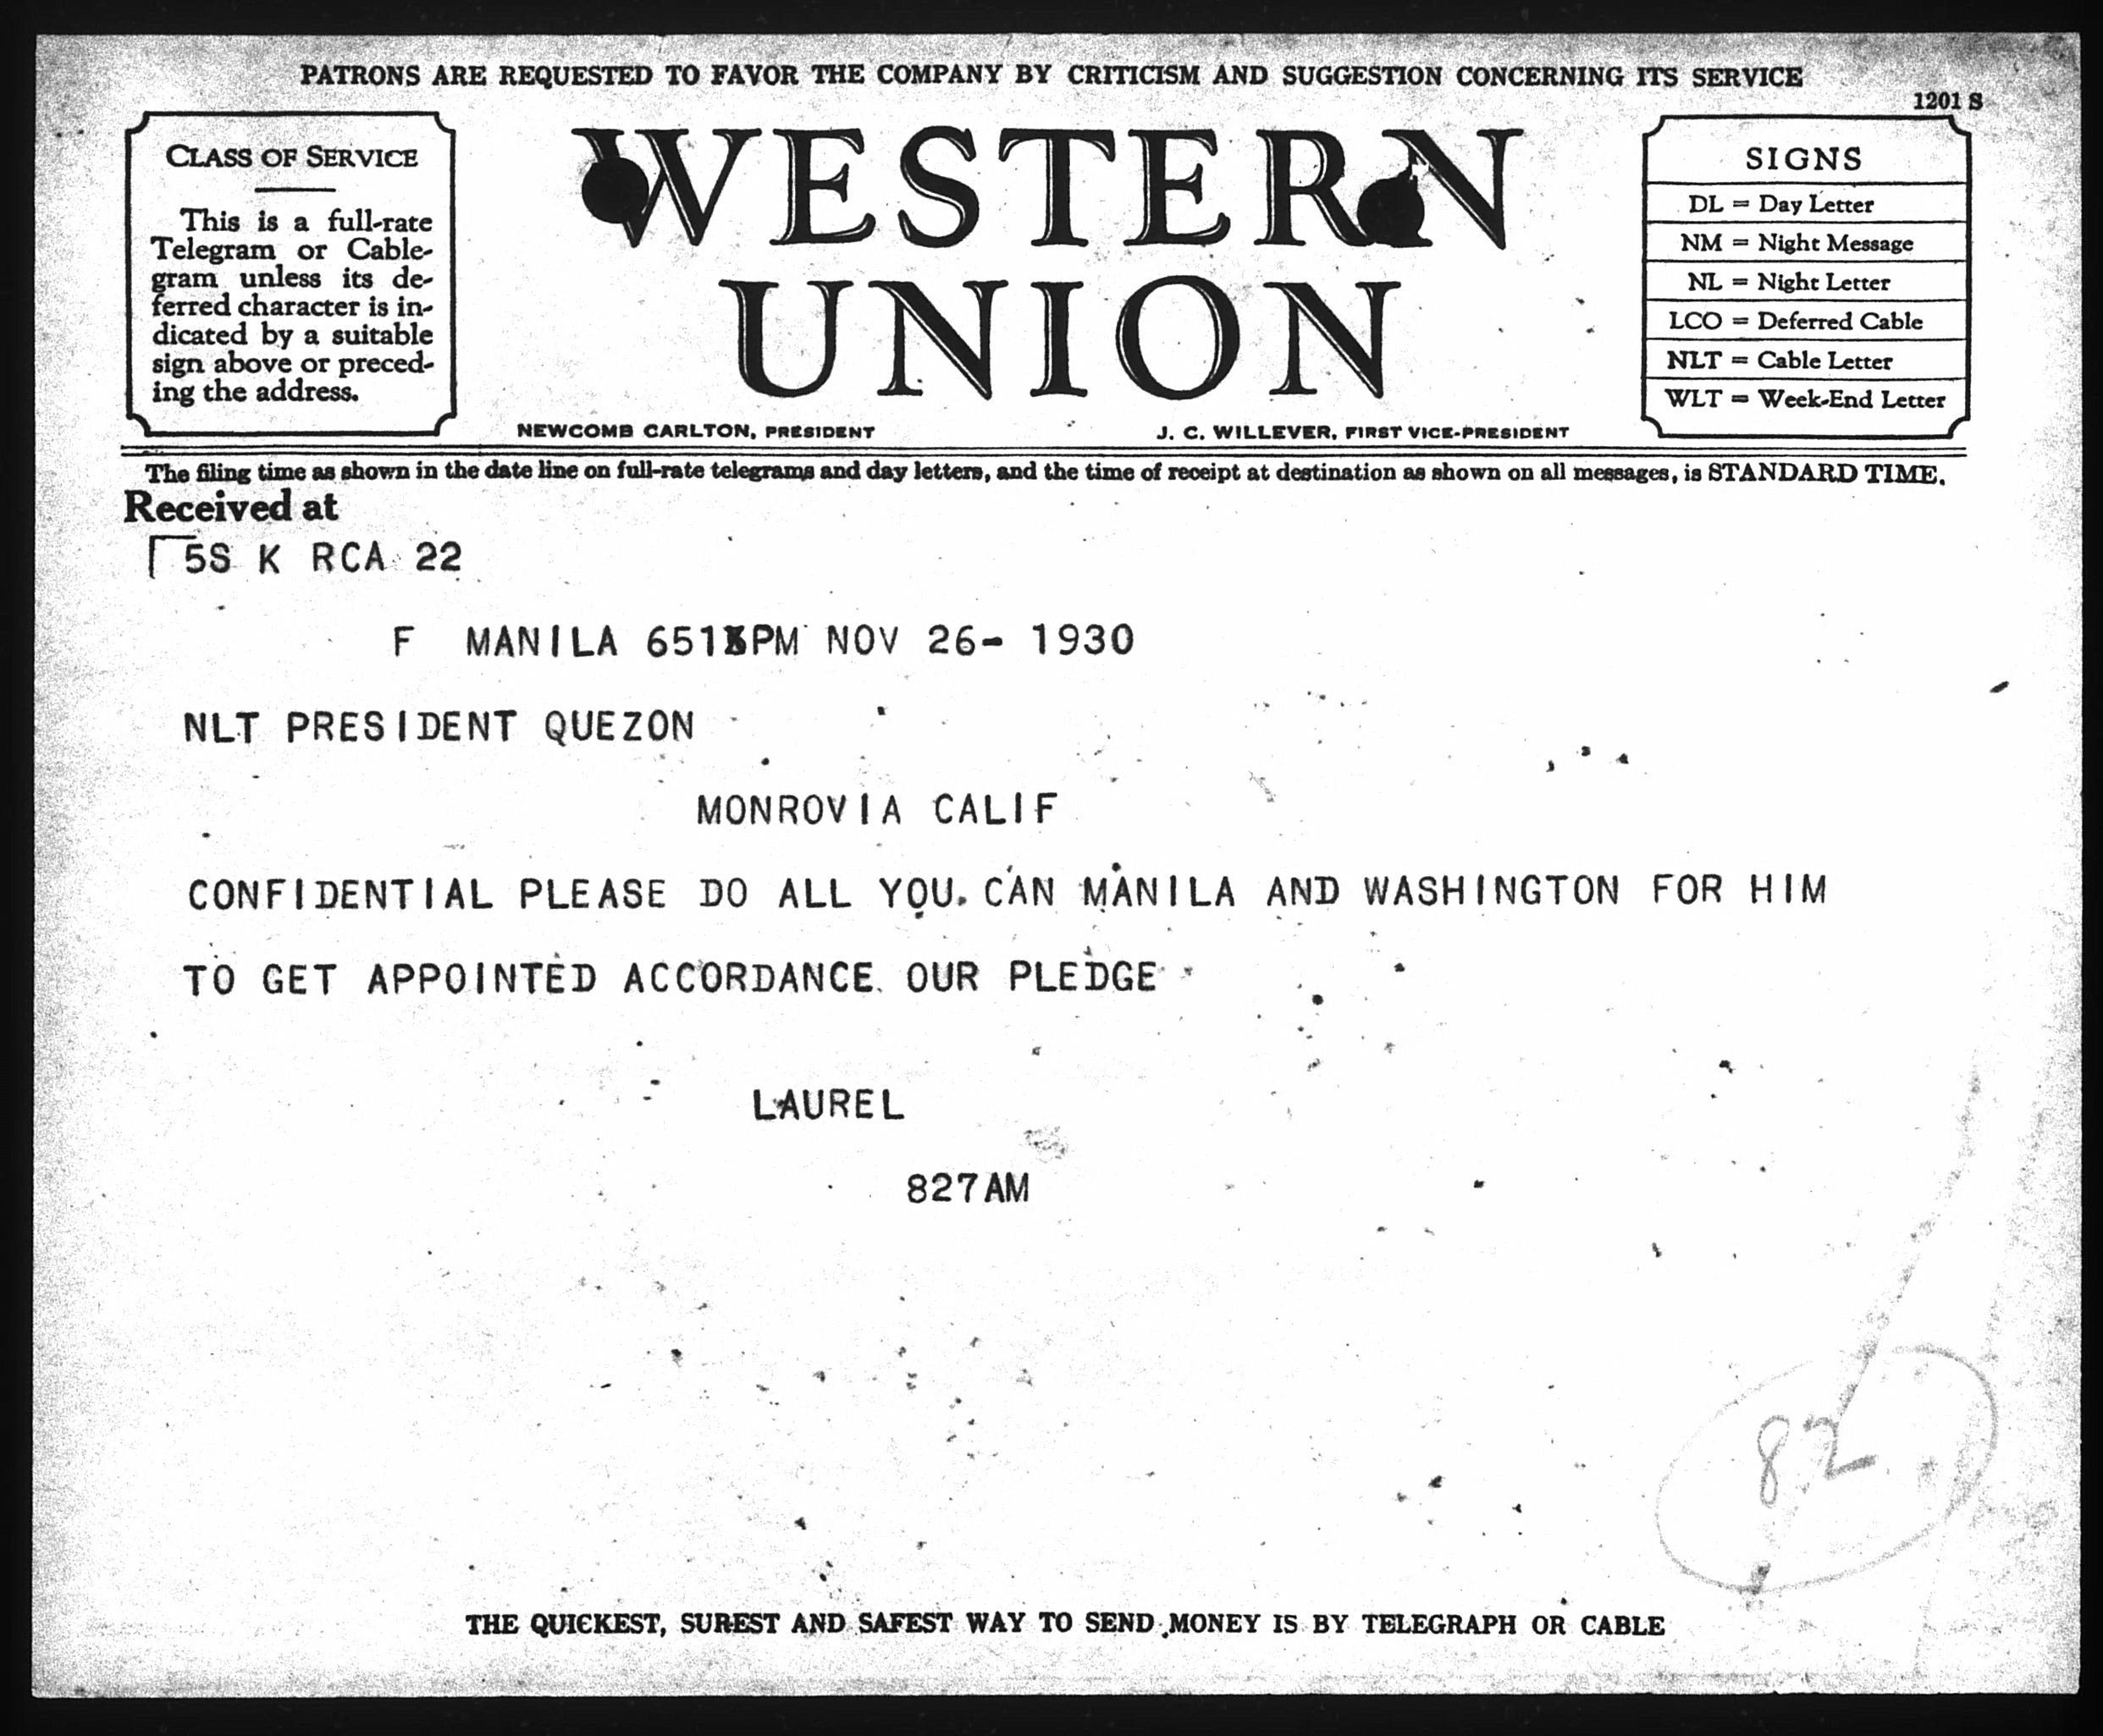 PATRONS ARE REQUESTED TO FAVOR THE COMPANY BY CRITICISM AND SUGGESTION CONCERNING ITS SERVICE
1201 S
CLASS OF SERVICE
This is a full-rate
Telegram or Cable-
gram unless its de-
ferred character is in-
dicated by a suitable
sign above or preced-
ing the address.
WESTERN
UNION
NEWCOMB CARLTON, PRESIDENT
J. C. WILLEVER, FIRST VICE-PRESIDENT
SIGNS
DL = Day Letter
NM = Night Message
NL = Night Letter
LCO = Deferred Cable
NLT = Cable Letter
WLT = Week-End Letter
The filing time as shown in the date line on full-rate telegrams and day letters, and the time of receipt at destination as shown on all messages, is STANDARD TIME.
Received at
5S K RCA 22
F MANILA PM NOV 26- 1930
NLT PRESIDENT QUEZON
MONROVIA CALIF
CONFIDENTIAL PLEASE DO ALL YOU. CAN MANILA AND WASHINGTON FOR HIM
TO GET APPOINTED ACCORDANCE OUR PLEDGE
LAUREL
827AM
82
THE QUICKEST, SUREST AND SAFEST WAY TO SEND MONEY IS BY TELEGRAPH OR CABLE